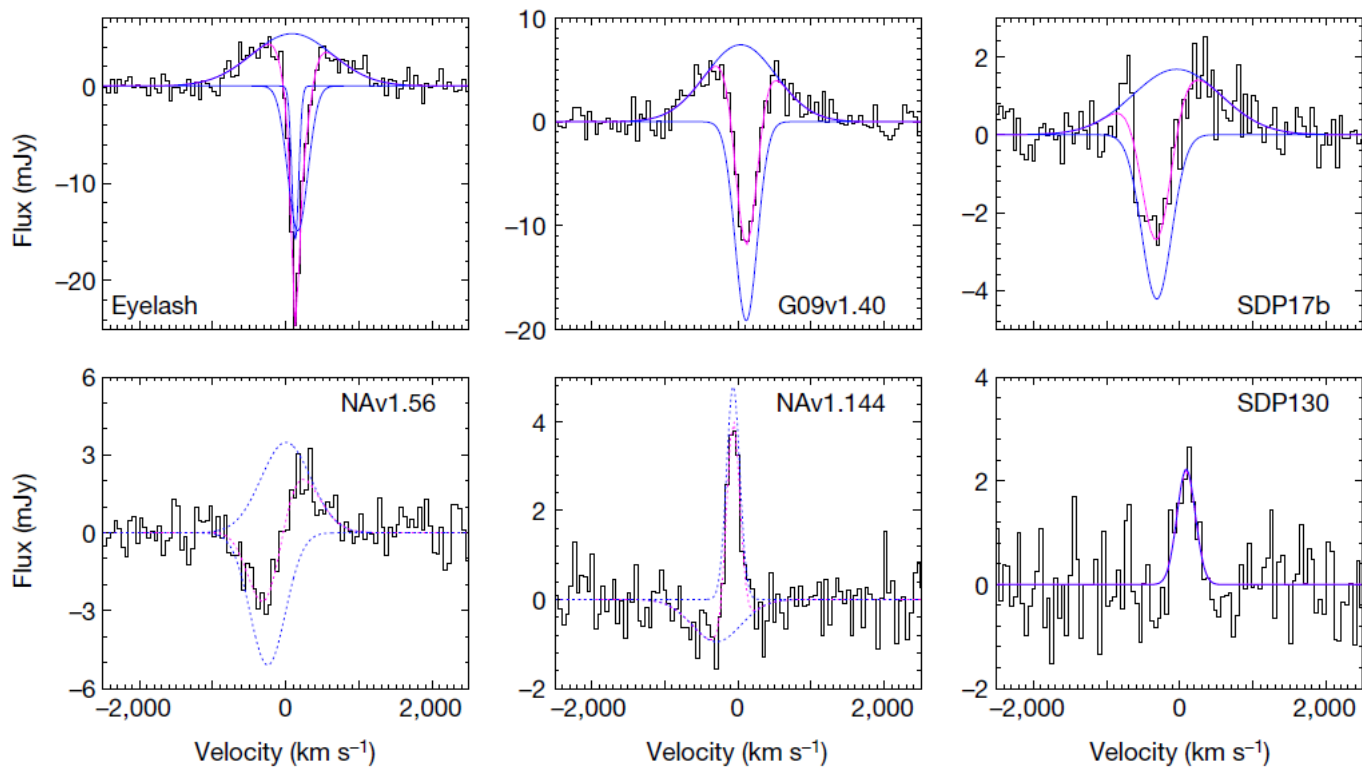 10
0
0
2
0
−10
−10
−2
−20
−4
−20
Flux (mJy)
Eyelash
G09v1.40
SDP17b
6
3
0
−3
−6
4
2
0
−2
4
2
0
−2
NAv1.56
NAv1.144
SDP130
Flux (mJy)
−2,000 0 2,000
−2,000 0 2,000
−2,000 0 2,000
Velocity (km s⁻¹)
Velocity (km s⁻¹)
Velocity (km s⁻¹)